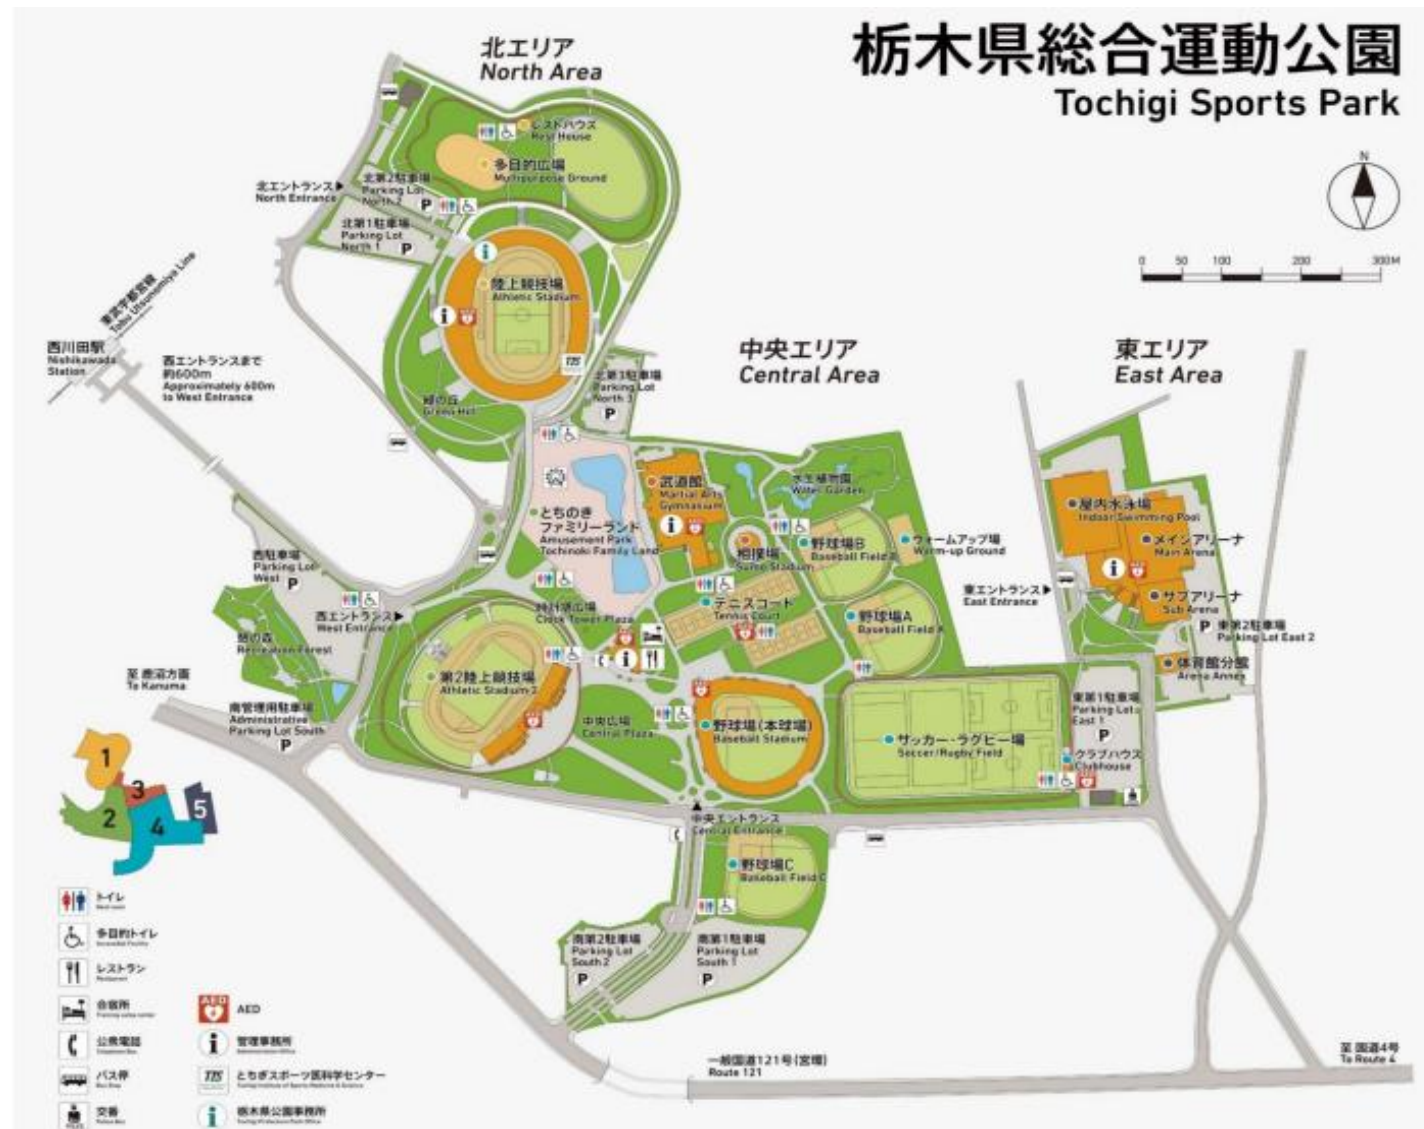 栃木県総合運動公園
Tochigi Sports Park
北エリア
North Area
レストハウス
Rest House
多目的広場
Multipurpose Ground
北エントランス
North Entrance
北第2駐車場
Parking Lot
North 2
P
北第1駐車場
Parking Lot
North 1
P
N
0 50 100 200 300M
陸上競技場
Athletic Stadium
東武宇都宮線
Tobu Utsunomiya Line
西川田駅
Nishikawada
Station
西エントランスまで
約600m
Approximately 600m
to West Entrance
緑の丘
Green Hill
TIS
北第3駐車場
Parking Lot
North 3
P
中央エリア
Central Area
東エリア
East Area
武道館
Martial Arts
Gymnasium
水生植物園
Water Garden
とちのき
ファミリーランド
Amusement Park
Tochinoki Family Land
相撲場
Sumo Stadium
野球場B
Baseball Field B
ウォームアップ場
Warm-up Ground
屋内水泳場
Indoor Swimming Pool
メインアリーナ
Main Arena
サブアリーナ
Sub Arena
東エントランス
East Entrance
P
東第2駐車場
Parking Lot East 2
体育館分館
Arena Annex
西駐車場
Parking Lot
West
P
西エントランス
West Entrance
時計塔広場
Clock Tower Plaza
テニスコート
Tennis Court
野球場A
Baseball Field A
憩の森
Recreation Forest
至 鹿沼方面
To Kanuma
南管理用駐車場
Administrative
Parking Lot South
P
第2陸上競技場
Athletic Stadium 2
中央広場
Central Plaza
野球場(本球場)
Baseball Stadium
サッカー・ラグビー場
Soccer/Rugby Field
東第1駐車場
Parking Lot
East 1
P
クラブハウス
Clubhouse
中央エントランス
Central Entrance
野球場C
Baseball Field C
南第2駐車場
Parking Lot
South 2
P
南第1駐車場
Parking Lot
South 1
P
一般国道121号(宮環)
Route 121
至 国道4号
To Route 4
1
2
3
4
5
トイレ
多目的トイレ
レストラン
Restaurant
合宿所
公衆電話
バス停
Bus Stop
交番
Police Box
AED
AED
管理事務所
Administration Office
TIS
とちぎスポーツ医科学センター
栃木県公園事務所